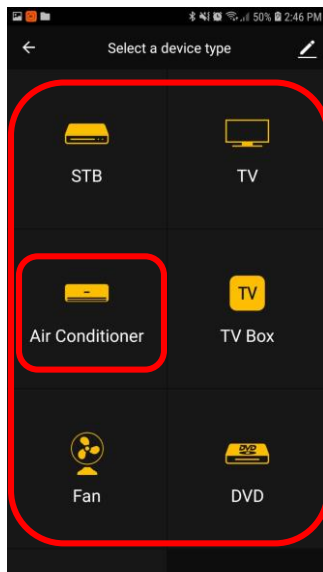 50% 2:46 PM
Select a device type
STB TV
TV
Air Conditioner TV Box
DVD
Fan DVD